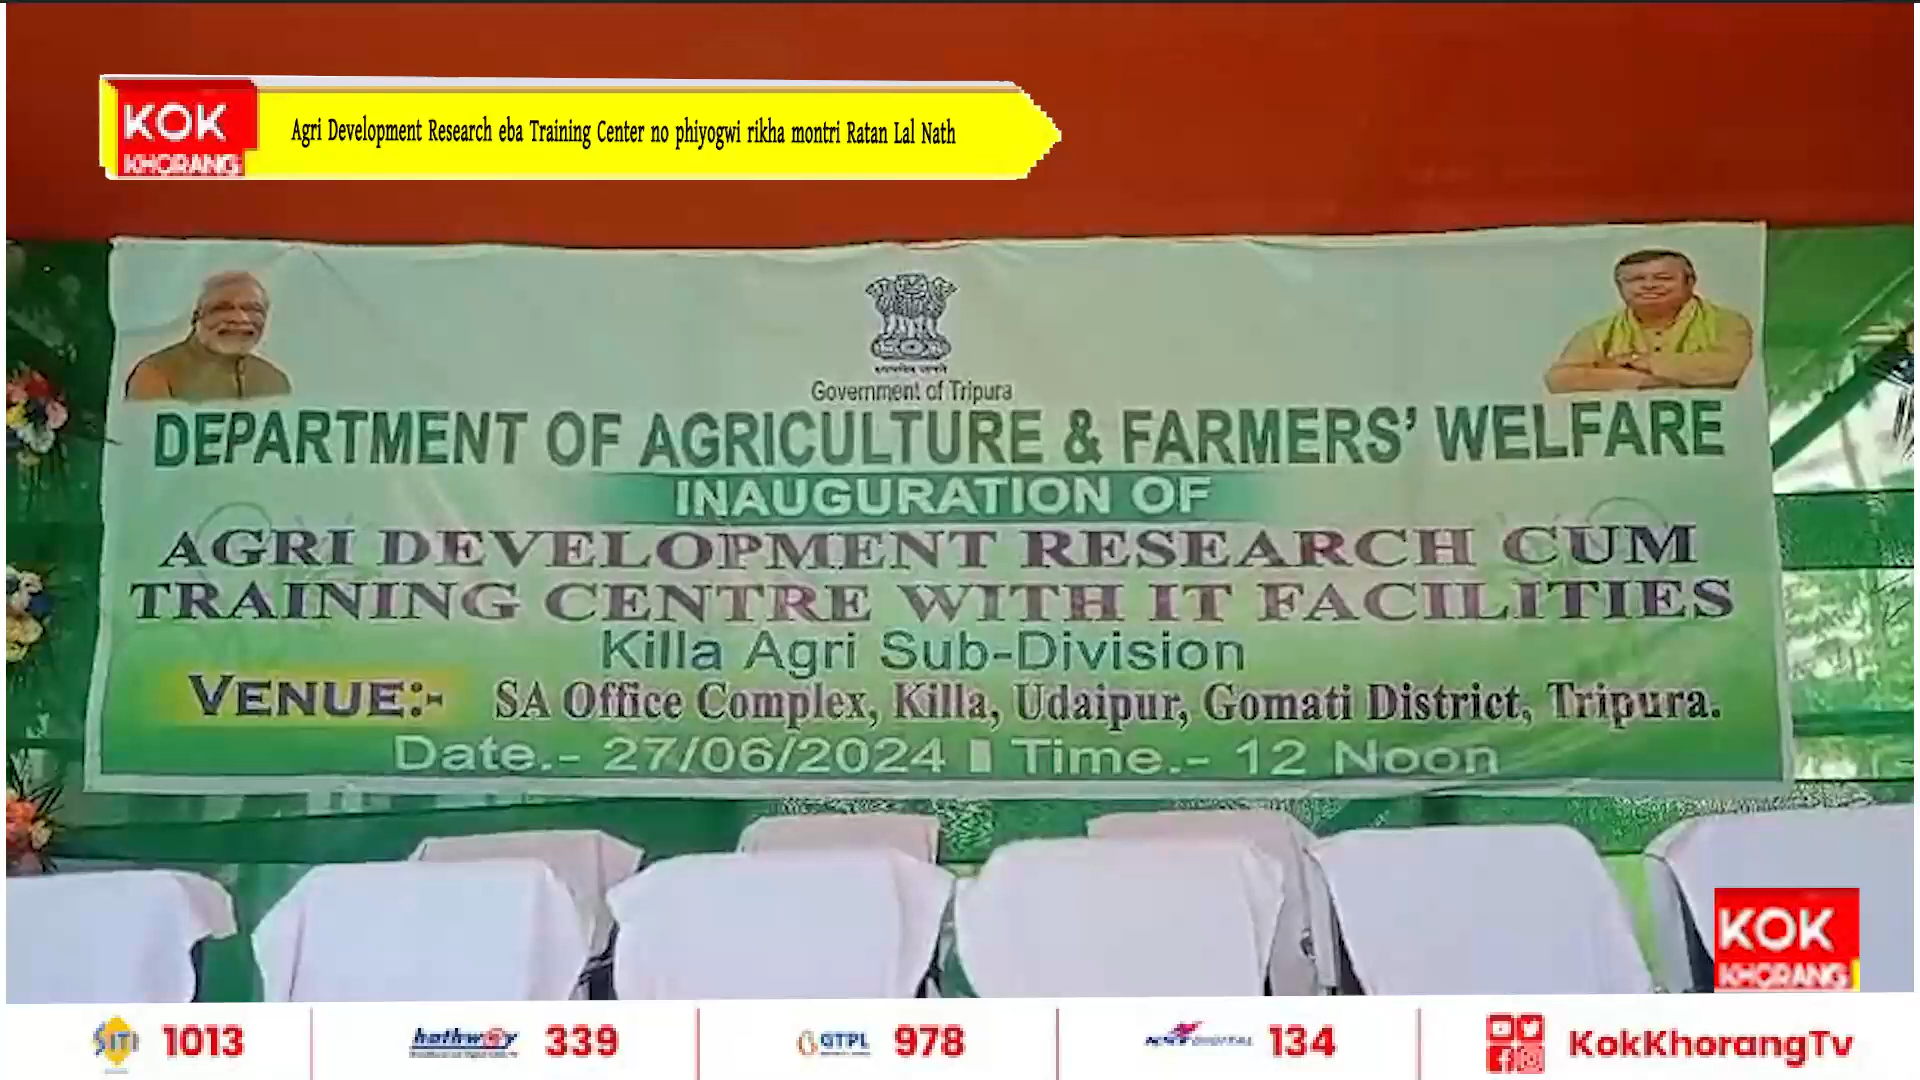 KOK
KHORANG
Agri Development Research eba Training Center no phiyogwi rikha montri Ratan Lal Nath
Government of Tripura
DEPARTMENT OF AGRICULTURE & FARMERS' WELFARE
INAUGURATION OF
AGRI DEVELOPMENT RESEARCH CUM
TRAINING CENTRE WITH IT FACILITIES
Killa Agri Sub-Division
VENUE:- SA Office Complex, Killa, Udaipur, Gomati District, Tripura.
Date.- 27/06/2024 Time.- 12 Noon
KOK
KHORANG
SITI 1013
hathway 339
GTPL 978
DIGITAL 134
KokKhorangTv